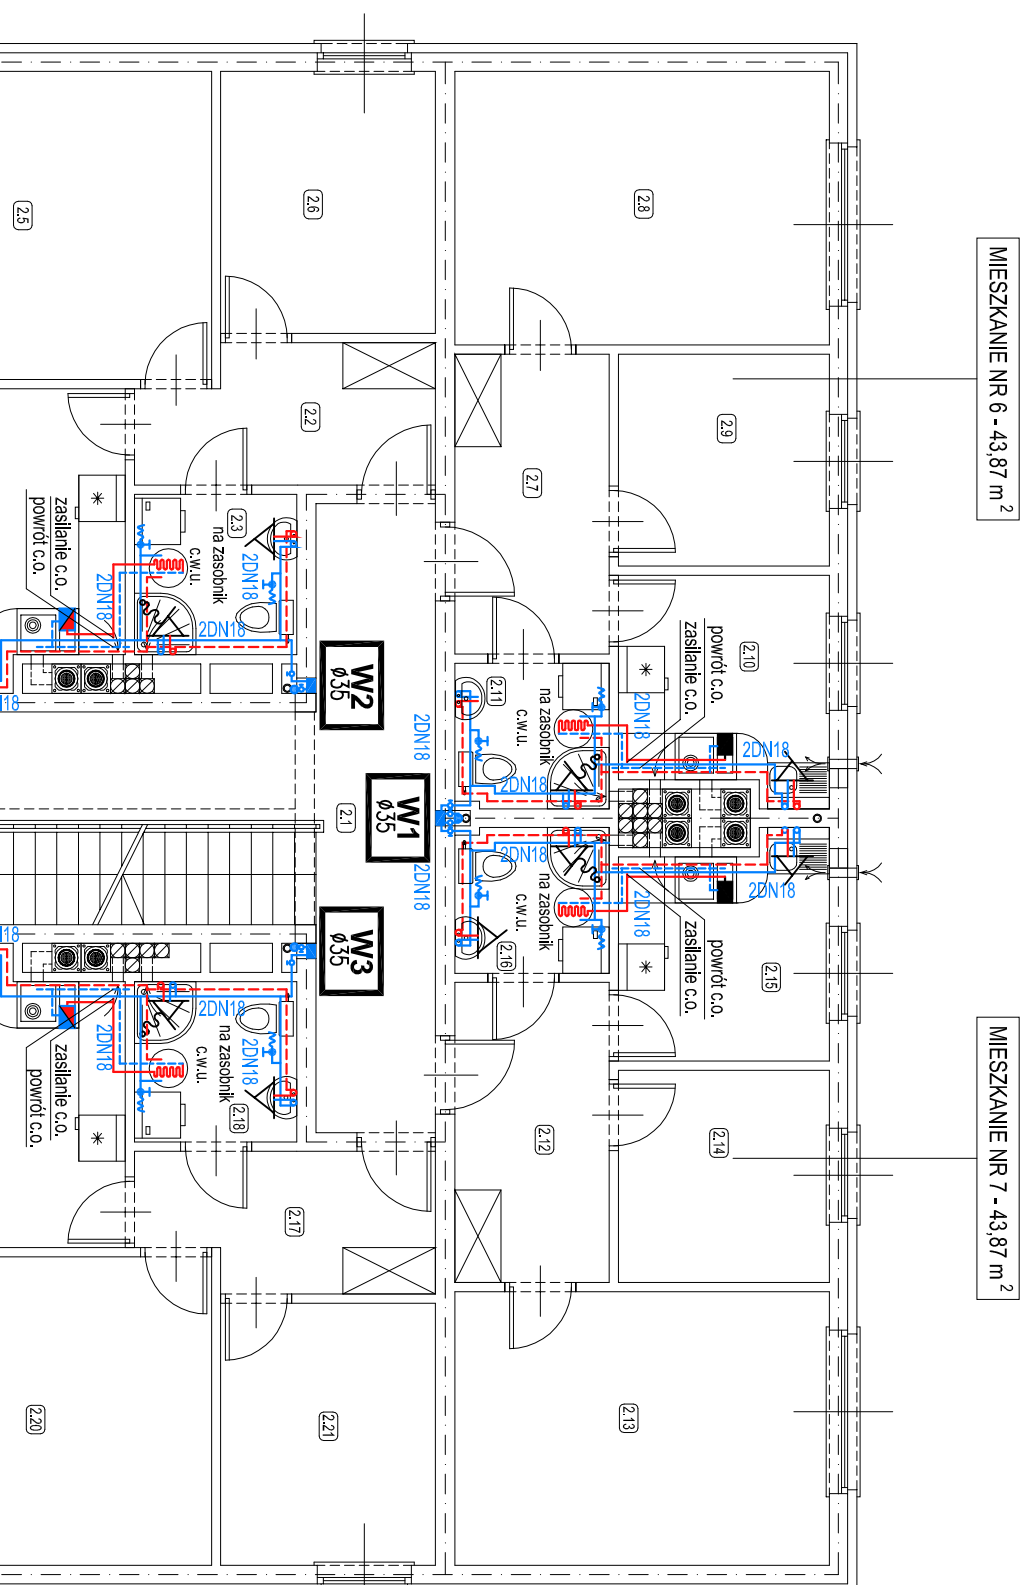 MIESZKANIE NR 6 - 43,87 m²
MIESZKANIE NR 7 - 43,87 m²
2.8
2.9
2.10
powrót c.o.
zasilanie c.o.
2DN18
2DN18
2DN18
2DN18
powrót c.o.
zasilanie c.o.
2.15
2.14
2.13
2.7
2.11
na zasobnik
c.w.u.
2DN18
2DN18
na zasobnik
c.w.u.
2.16
2.12
2DN18
2DN18
W1
ø35
2.6
2.2
2.3
na zasobnik
c.w.u.
2DN18
2DN18
W2
ø35
2.1
W3
ø35
2DN18
2DN18
na zasobnik
c.w.u.
2.18
2.17
2.21
2.5
zasilanie c.o.
powrót c.o.
2DN18
2DN18
zasilanie c.o.
powrót c.o.
2.20
18
18